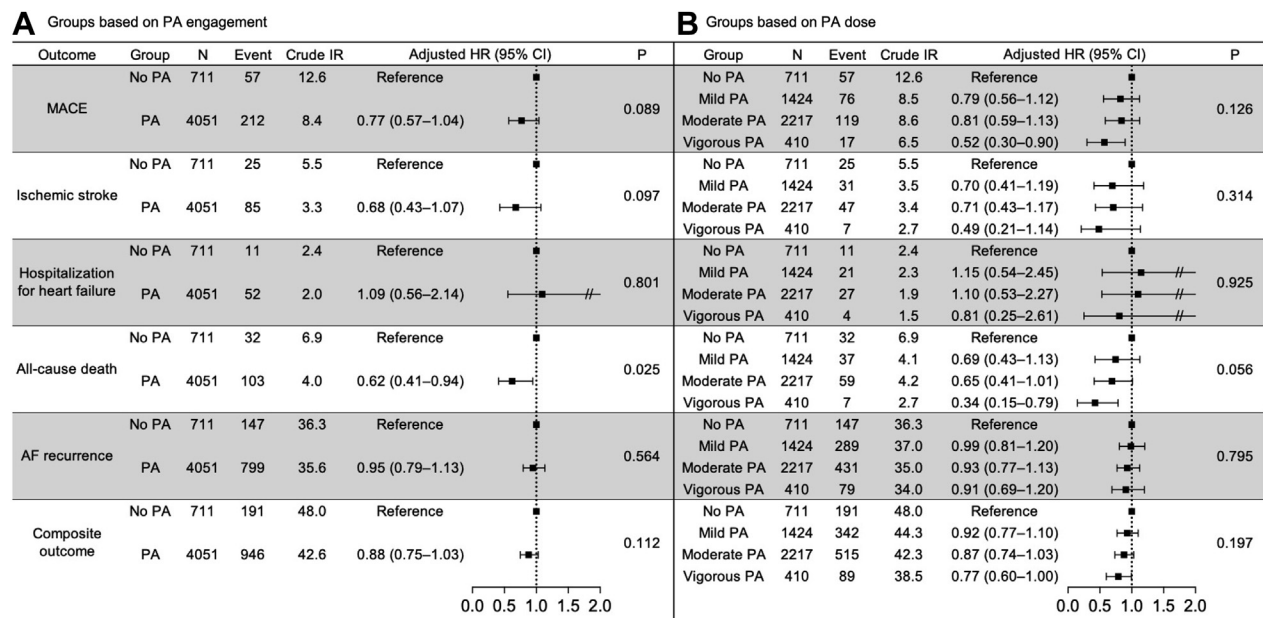 A Groups based on PA engagement
Outcome Group N Event Crude IR Adjusted HR (95% CI) P
No PA 711 57 12.6 Reference
MACE 0.089
PA 4051 212 8.4 0.77 (0.57–1.04)
No PA 711 25 5.5 Reference
Ischemic stroke 0.097
PA 4051 85 3.3 0.68 (0.43–1.07)
No PA 711 11 2.4 Reference
Hospitalization
for heart failure 0.801
PA 4051 52 2.0 1.09 (0.56–2.14)
No PA 711 32 6.9 Reference
All-cause death 0.025
PA 4051 103 4.0 0.62 (0.41–0.94)
No PA 711 147 36.3 Reference
AF recurrence 0.564
PA 4051 799 35.6 0.95 (0.79–1.13)
No PA 711 191 48.0 Reference
Composite
outcome 0.112
PA 4051 946 42.6 0.88 (0.75–1.03)
0.0 0.5 1.0 1.5 2.0
B Groups based on PA dose
Group N Event Crude IR Adjusted HR (95% CI) P
No PA 711 57 12.6 Reference
Mild PA 1424 76 8.5 0.79 (0.56–1.12)
0.126
Moderate PA 2217 119 8.6 0.81 (0.59–1.13)
Vigorous PA 410 17 6.5 0.52 (0.30–0.90)
No PA 711 25 5.5 Reference
Mild PA 1424 31 3.5 0.70 (0.41–1.19)
0.314
Moderate PA 2217 47 3.4 0.71 (0.43–1.17)
Vigorous PA 410 7 2.7 0.49 (0.21–1.14)
No PA 711 11 2.4 Reference
Mild PA 1424 21 2.3 1.15 (0.54–2.45)
0.925
Moderate PA 2217 27 1.9 1.10 (0.53–2.27)
Vigorous PA 410 4 1.5 0.81 (0.25–2.61)
No PA 711 32 6.9 Reference
Mild PA 1424 37 4.1 0.69 (0.43–1.13)
0.056
Moderate PA 2217 59 4.2 0.65 (0.41–1.01)
Vigorous PA 410 7 2.7 0.34 (0.15–0.79)
No PA 711 147 36.3 Reference
Mild PA 1424 289 37.0 0.99 (0.81–1.20)
0.795
Moderate PA 2217 431 35.0 0.93 (0.77–1.13)
Vigorous PA 410 79 34.0 0.91 (0.69–1.20)
No PA 711 191 48.0 Reference
Mild PA 1424 342 44.3 0.92 (0.77–1.10)
0.197
Moderate PA 2217 515 42.3 0.87 (0.74–1.03)
Vigorous PA 410 89 38.5 0.77 (0.60–1.00)
0.0 0.5 1.0 1.5 2.0